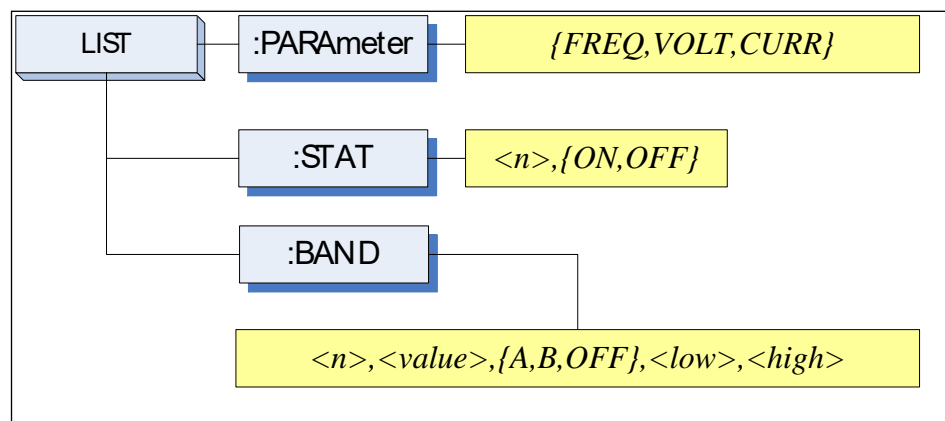 LIST :PARAmeter {FREQ,VOLT,CURR}
:STAT <n>,{ON,OFF}
:BAND
<n>,<value>,{A,B,OFF},<low>,<high>